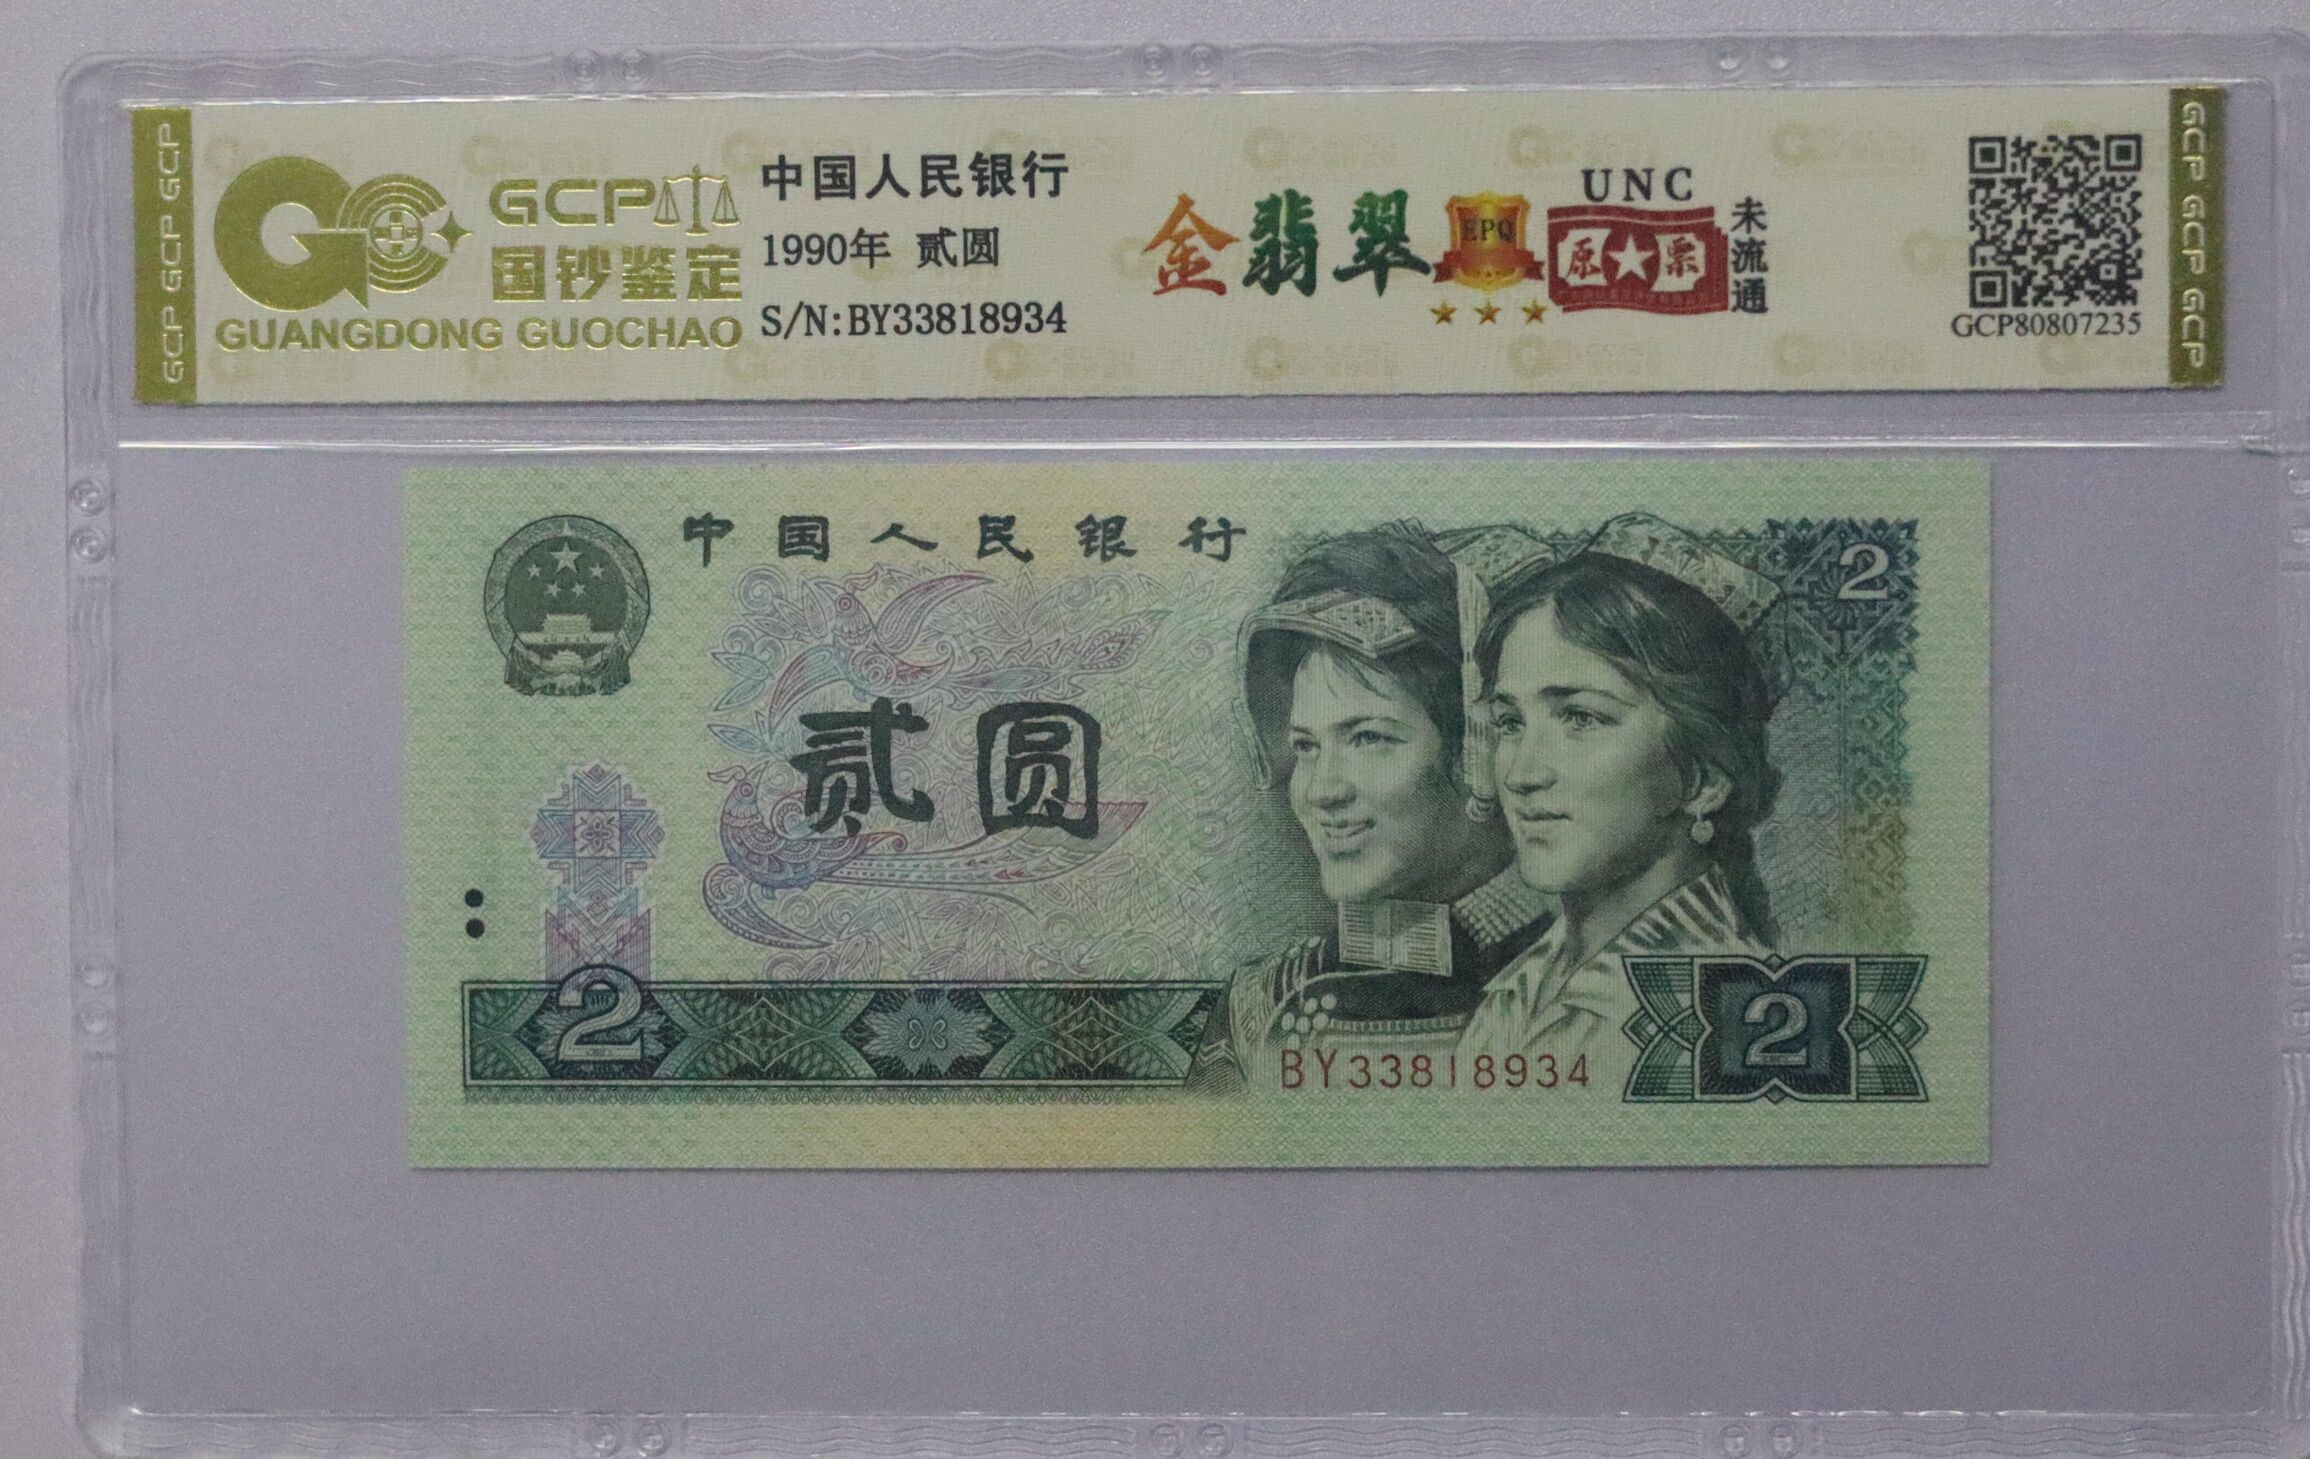 GCP GCP GCP
GCP
国钞鉴定
GUANGDONG GUOCHAO
中国人民银行
1990年 贰圆
S/N:BY33818934
金翡翠
EPQ
UNC
原票
未流通
GCP80807235
GCP GCP GCP
中国人民银行
2
贰圆
2
BY33818934
2